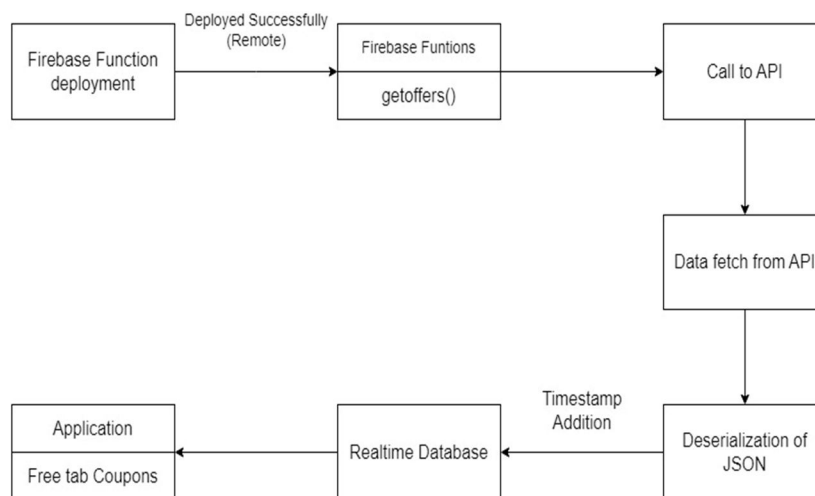 Deployed Successfully
(Remote)
Firebase Function
deployment
Firebase Funtions
getoffers()
Call to API
Data fetch from API
Timestamp
Addition
Deserialization of
JSON
Realtime Database
Application
Free tab Coupons